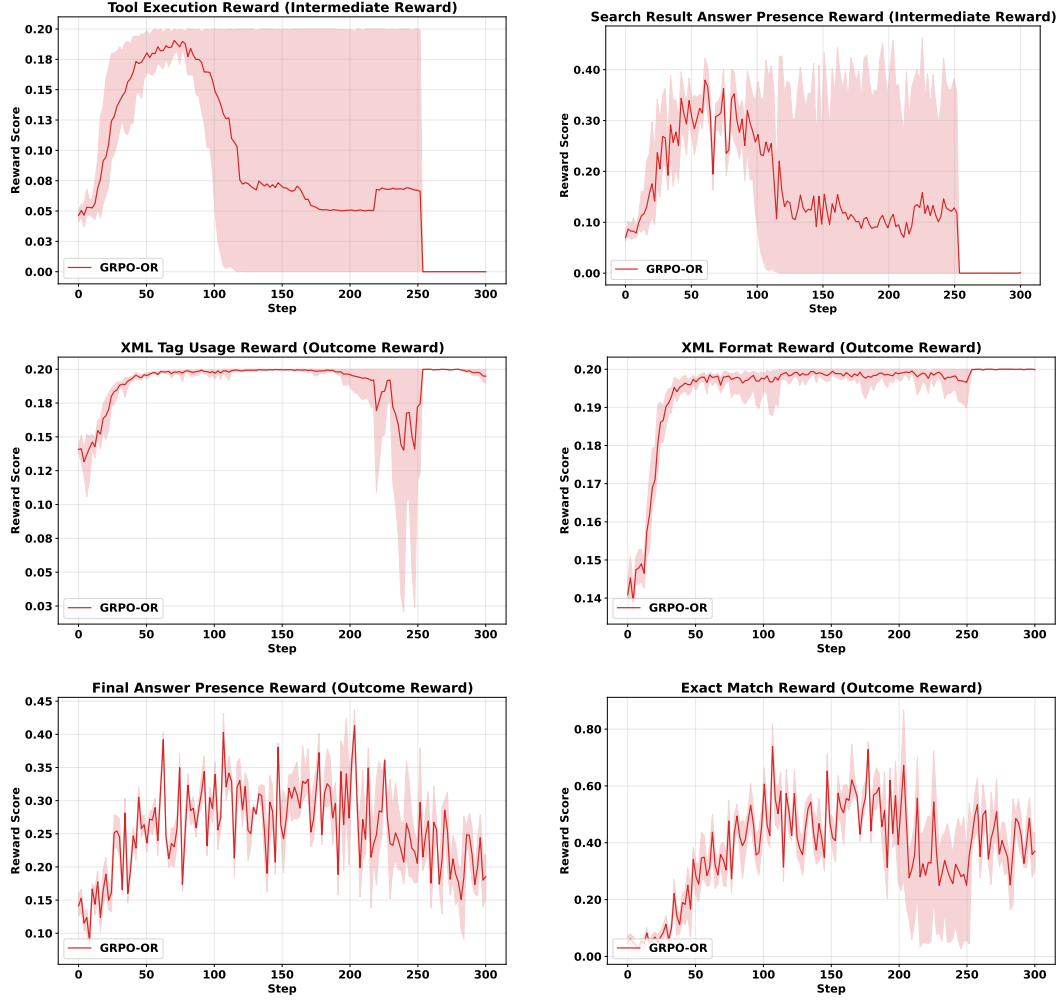 Tool Execution Reward (Intermediate Reward)
0.20
0.18
0.15
0.13
0.10
0.08
0.05
0.03
0.00
Reward Score
GRPO-OR
0 50 100 150 200 250 300
Step
Search Result Answer Presence Reward (Intermediate Reward)
0.40
0.30
0.20
0.10
0.00
Reward Score
GRPO-OR
0 50 100 150 200 250 300
Step
XML Tag Usage Reward (Outcome Reward)
0.20
0.18
0.15
0.12
0.10
0.08
0.05
0.03
Reward Score
GRPO-OR
0 50 100 150 200 250 300
Step
XML Format Reward (Outcome Reward)
0.20
0.19
0.18
0.17
0.16
0.15
0.14
Reward Score
GRPO-OR
0 50 100 150 200 250 300
Step
Final Answer Presence Reward (Outcome Reward)
0.45
0.40
0.35
0.30
0.25
0.20
0.15
0.10
Reward Score
GRPO-OR
0 50 100 150 200 250 300
Step
Exact Match Reward (Outcome Reward)
0.80
0.60
0.40
0.20
0.00
Reward Score
GRPO-OR
0 50 100 150 200 250 300
Step